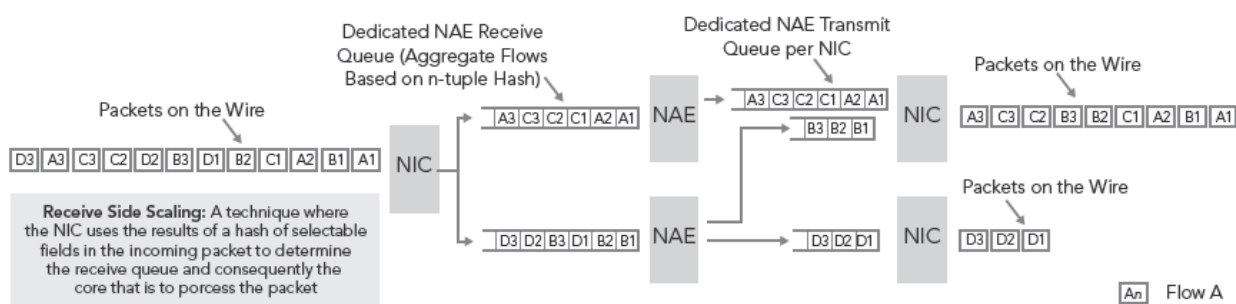 Dedicated NAE Receive
Queue (Aggregate Flows
Based on n-tuple Hash)
Dedicated NAE Transmit
Queue per NIC
Packets on the Wire
Packets on the Wire
A3 C3 C2 C1 A2 A1
NAE
A3 C3 C2 C1 A2 A1
NIC
A3 C3 C2 B3 B2 C1 A2 B1 A1
B3 B2 B1
D3 A3 C3 C2 D2 B3 D1 B2 C1 A2 B1 A1
NIC
Packets on the Wire
Receive Side Scaling: A technique where
the NIC uses the results of a hash of selectable
fields in the incoming packet to determine
the receive queue and consequently the
core that is to porcess the packet
D3 D2 B3 D1 B2 B1
NAE
D3 D2 D1
NIC
D3 D2 D1
An Flow A